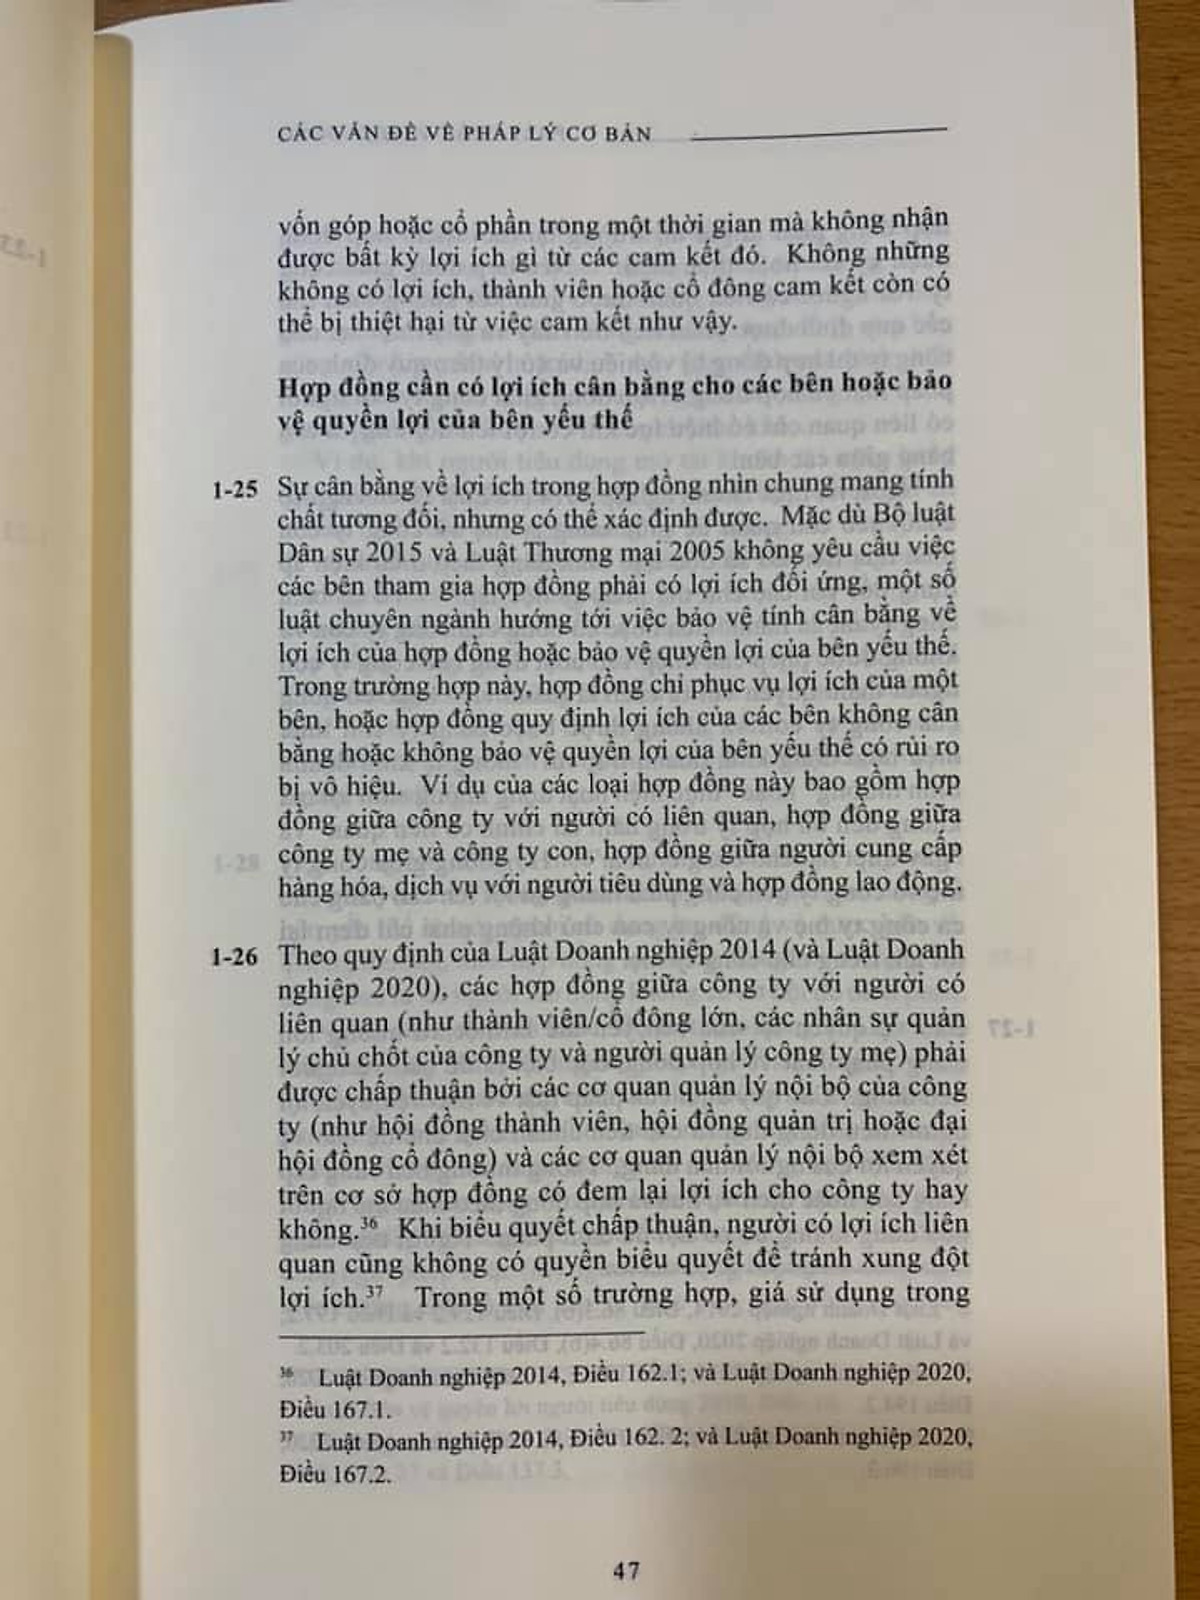 CÁC VẤN ĐỀ VỀ PHÁP LÝ CƠ BẢN
vốn góp hoặc cổ phần trong một thời gian mà không nhận
được bất kỳ lợi ích gì từ các cam kết đó. Không những
không có lợi ích, thành viên hoặc cổ đông cam kết còn có
thể bị thiệt hại từ việc cam kết như vậy.
Hợp đồng cần có lợi ích cân bằng cho các bên hoặc bảo
vệ quyền lợi của bên yếu thế
1-25 Sự cân bằng về lợi ích trong hợp đồng nhìn chung mang tính
chất tương đối, nhưng có thể xác định được. Mặc dù Bộ luật
Dân sự 2015 và Luật Thương mại 2005 không yêu cầu việc
các bên tham gia hợp đồng phải có lợi ích đối ứng, một số
luật chuyên ngành hướng tới việc bảo vệ tính cân bằng về
lợi ích của hợp đồng hoặc bảo vệ quyền lợi của bên yếu thế.
Trong trường hợp này, hợp đồng chỉ phục vụ lợi ích của một
bên, hoặc hợp đồng quy định lợi ích của các bên không cân
bằng hoặc không bảo vệ quyền lợi của bên yếu thế có rủi ro
bị vô hiệu. Ví dụ của các loại hợp đồng này bao gồm hợp
đồng giữa công ty với người có liên quan, hợp đồng giữa
công ty mẹ và công ty con, hợp đồng giữa người cung cấp
hàng hóa, dịch vụ với người tiêu dùng và hợp đồng lao động.
1-26 Theo quy định của Luật Doanh nghiệp 2014 (và Luật Doanh
nghiệp 2020), các hợp đồng giữa công ty với người có
liên quan (như thành viên/cổ đông lớn, các nhân sự quản
lý chủ chốt của công ty và người quản lý công ty mẹ) phải
được chấp thuận bởi các cơ quan quản lý nội bộ của công
ty (như hội đồng thành viên, hội đồng quản trị hoặc đại
hội đồng cổ đông) và các cơ quan quản lý nội bộ xem xét
trên cơ sở hợp đồng có đem lại lợi ích cho công ty hay
không.³⁶ Khi biểu quyết chấp thuận, người có lợi ích liên
quan cũng không có quyền biểu quyết để tránh xung đột
lợi ích.³⁷ Trong một số trường hợp, giá sử dụng trong
³⁶ Luật Doanh nghiệp 2014, Điều 162.1; và Luật Doanh nghiệp 2020,
Điều 167.1.
³⁷ Luật Doanh nghiệp 2014, Điều 162. 2; và Luật Doanh nghiệp 2020,
Điều 167.2.
47